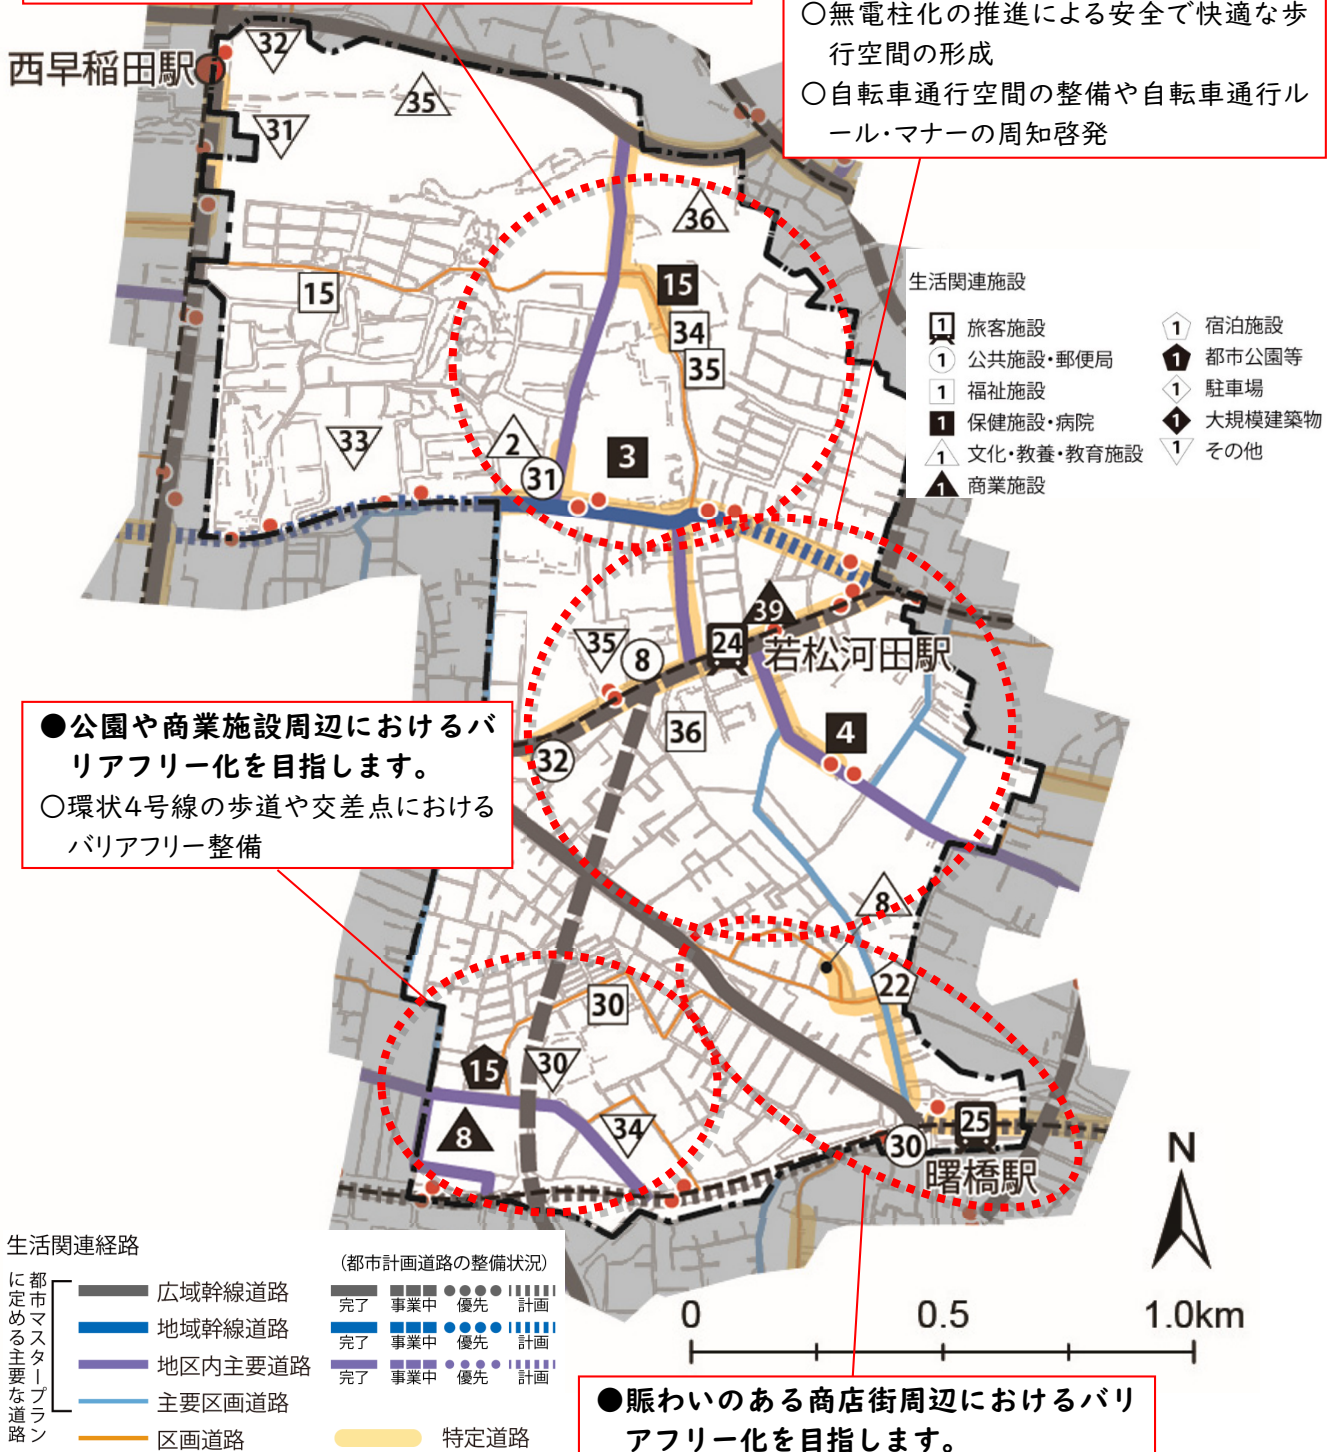 ○無電柱化の推進による安全で快適な歩
行空間の形成
○自転車通行空間の整備や自転車通行ル
ール・マナーの周知啓発
西早稲田駅
32
35
31
36
15
15
34
35
33
2
31
3
生活関連施設
1 旅客施設
1 公共施設・郵便局
1 福祉施設
1 保健施設・病院
1 文化・教養・教育施設
1 商業施設
1 宿泊施設
1 都市公園等
1 駐車場
1 大規模建築物
1 その他
39
24
若松河田駅
35
8
36
4
32
●公園や商業施設周辺におけるバ
リアフリー化を目指します。
○環状4号線の歩道や交差点における
バリアフリー整備
8
22
30
15
30
8
34
25
30
曙橋駅
N
0 0.5 1.0km
生活関連経路
都市マスタープラン
に定める主要な道路
広域幹線道路
地域幹線道路
地区内主要道路
主要区画道路
区画道路
(都市計画道路の整備状況)
完了 事業中 優先 計画
完了 事業中 優先 計画
完了 事業中 優先 計画
特定道路
●賑わいのある商店街周辺におけるバリ
アフリー化を目指します。